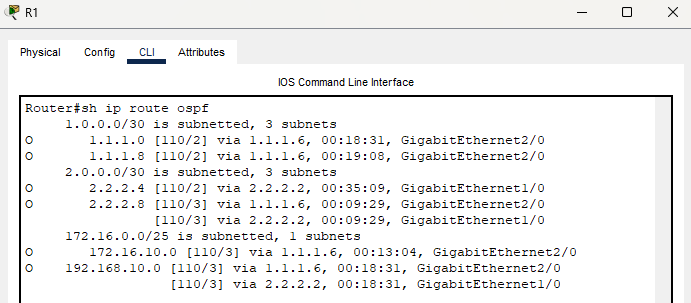 R1
Physical Config CLI Attributes
IOS Command Line Interface
Router#sh ip route ospf
     1.0.0.0/30 is subnetted, 3 subnets
O       1.1.1.0 [110/2] via 1.1.1.6, 00:18:31, GigabitEthernet2/0
O       1.1.1.8 [110/2] via 1.1.1.6, 00:19:08, GigabitEthernet2/0
     2.0.0.0/30 is subnetted, 3 subnets
O       2.2.2.4 [110/2] via 2.2.2.2, 00:35:09, GigabitEthernet1/0
O       2.2.2.8 [110/3] via 1.1.1.6, 00:09:29, GigabitEthernet2/0
                [110/3] via 2.2.2.2, 00:09:29, GigabitEthernet1/0
     172.16.0.0/25 is subnetted, 1 subnets
O       172.16.10.0 [110/3] via 1.1.1.6, 00:13:04, GigabitEthernet2/0
O    192.168.10.0 [110/3] via 1.1.1.6, 00:18:31, GigabitEthernet2/0
                  [110/3] via 2.2.2.2, 00:18:31, GigabitEthernet1/0